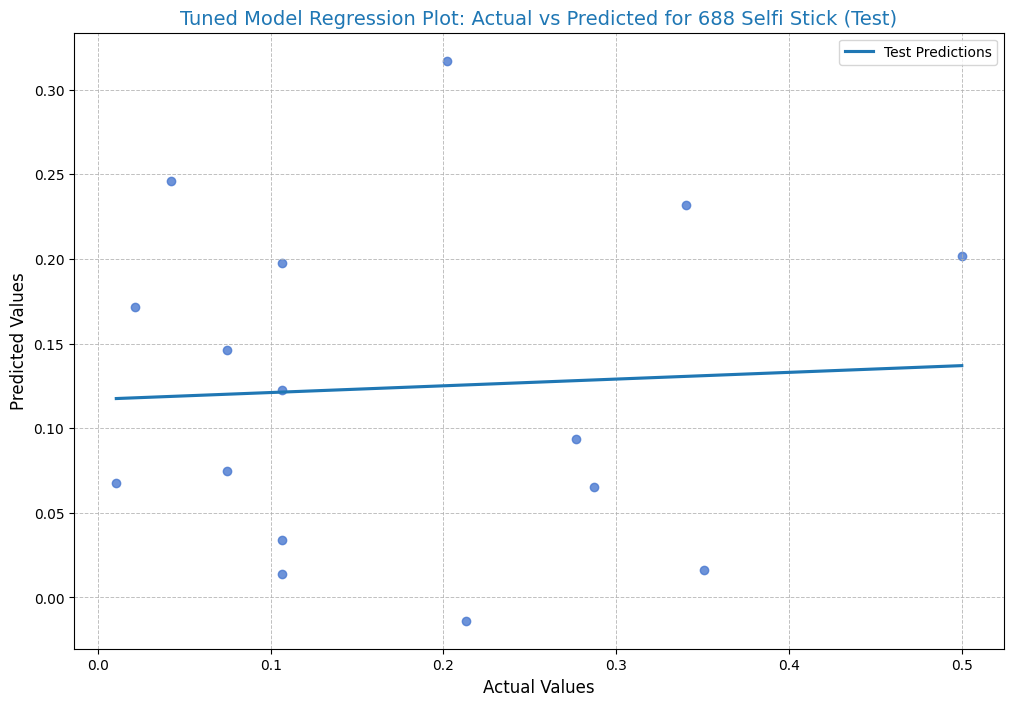 Tuned Model Regression Plot: Actual vs Predicted for 688 Selfi Stick (Test)
Test Predictions
0.30
0.25
0.20
0.15
0.10
0.05
0.00
Predicted Values
0.0 0.1 0.2 0.3 0.4 0.5
Actual Values